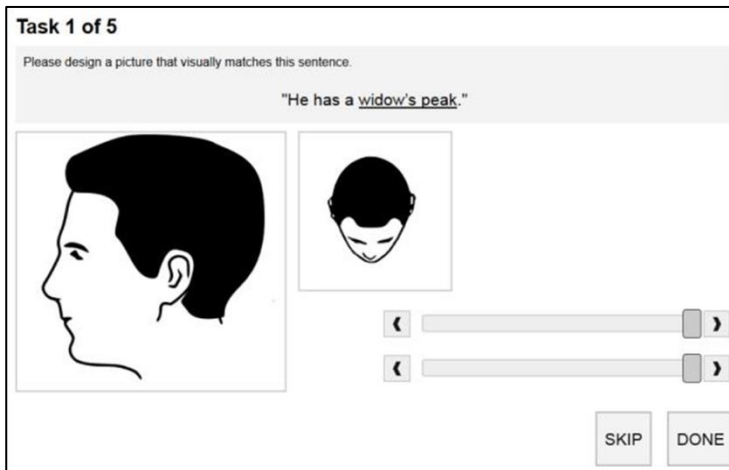 Task 1 of 5
Please design a picture that visually matches this sentence.
"He has a widow's peak."
SKIP DONE